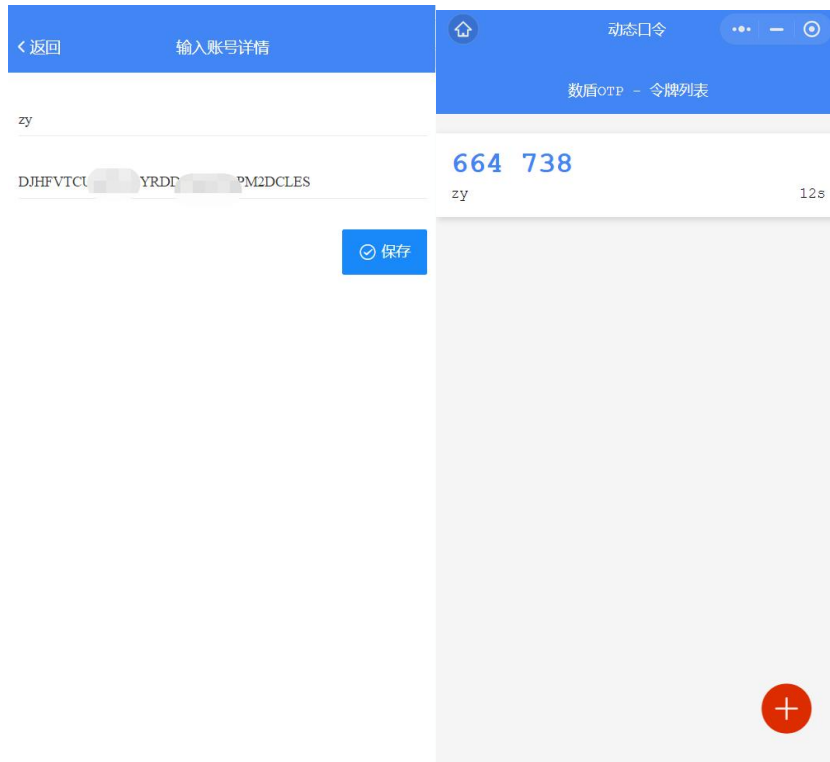 返回
输入账号详情
zy
DJHFVTCU YRDD PM2DCLES
保存
动态口令
数盾OTP - 令牌列表
664 738
zy
12s